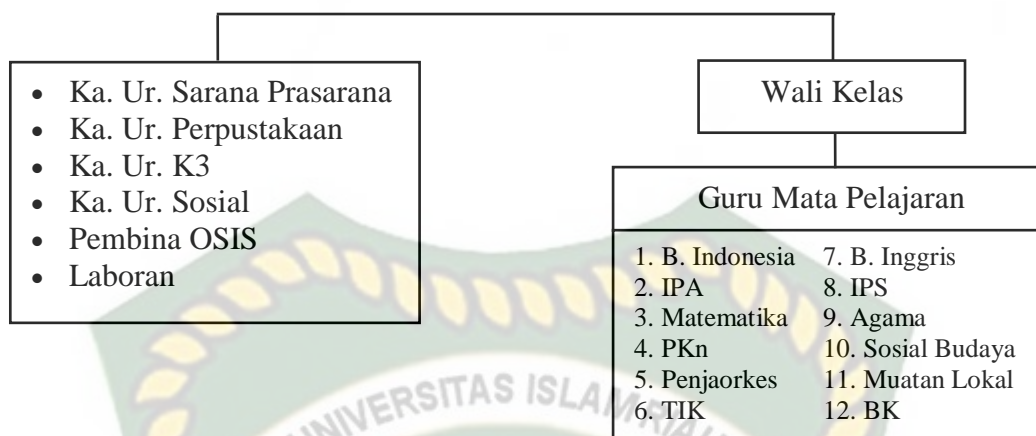 • Ka. Ur. Sarana Prasarana
• Ka. Ur. Perpustakaan
• Ka. Ur. K3
• Ka. Ur. Sosial
• Pembina OSIS
• Laboran
Wali Kelas
Guru Mata Pelajaran
1. B. Indonesia 7. B. Inggris
2. IPA 8. IPS
3. Matematika 9. Agama
4. PKn 10. Sosial Budaya
5. Penjaorkes 11. Muatan Lokal
6. TIK 12. BK
UNIVERSITAS ISLAM RIAU